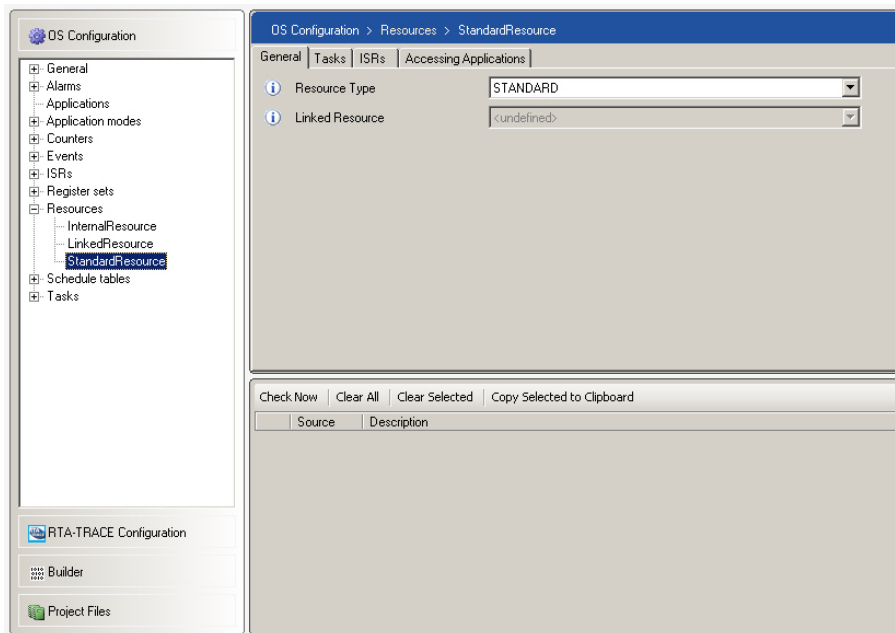 OS Configuration
General
Alarms
Applications
Application modes
Counters
Events
ISRs
Register sets
Resources
InternalResource
LinkedResource
StandardResource
Schedule tables
Tasks
RTA-TRACE Configuration
Builder
Project Files
OS Configuration > Resources > StandardResource
General Tasks ISRs Accessing Applications
Resource Type STANDARD
Linked Resource <undefined>
Check Now Clear All Clear Selected Copy Selected to Clipboard
Source Description